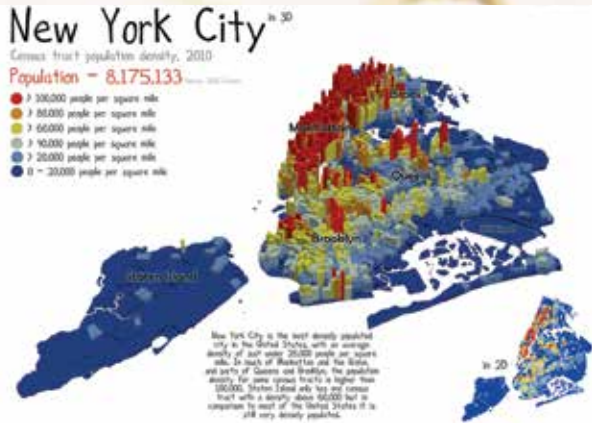 New York City in 3D
Census tract population density, 2010
Population - 8,175,133
> 100,000 people per square mile
> 80,000 people per square mile
> 60,000 people per square mile
> 40,000 people per square mile
> 20,000 people per square mile
0 - 20,000 people per square mile
Bronx
Manhattan
Queens
Brooklyn
Staten Island
New York City is the most densely populated
city in the United States, with an average
density of just under 28,000 people per square
mile. In much of Manhattan and the Bronx,
and parts of Queens and Brooklyn, the population
density for some census tracts is higher than
100,000. Staten Island only has one census
tract with a density above 60,000 but in
comparison to most of the United States it is
still very densely populated.
in 2D